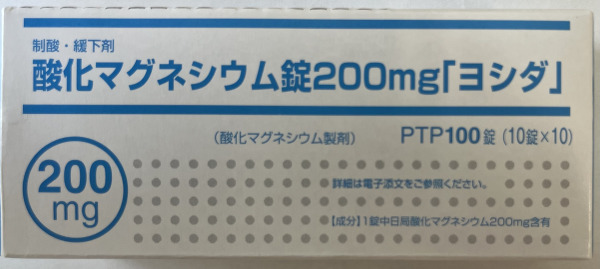 制酸・緩下剤
酸化マグネシウム錠200mg「ヨシダ」
（酸化マグネシウム製剤） PTP100錠（10錠×10）
200
mg
詳細は電子添文をご参照ください。
【成分】1錠中日局酸化マグネシウム200mg含有